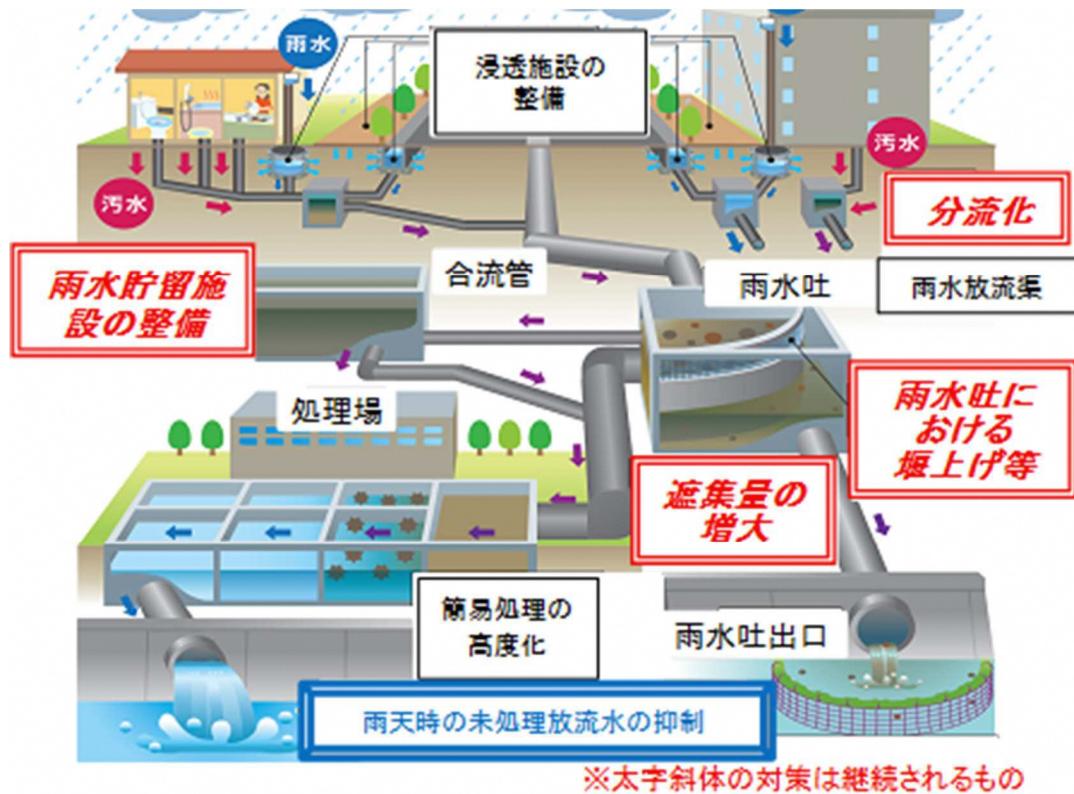 雨水
浸透施設の
整備
汚水
汚水
分流化
雨水貯留施
設の整備
合流管
雨水吐
雨水放流渠
処理場
雨水吐に
おける
堰上げ等
遮集量の
増大
簡易処理の
高度化
雨水吐出口
雨天時の未処理放流水の抑制
※太字斜体の対策は継続されるもの